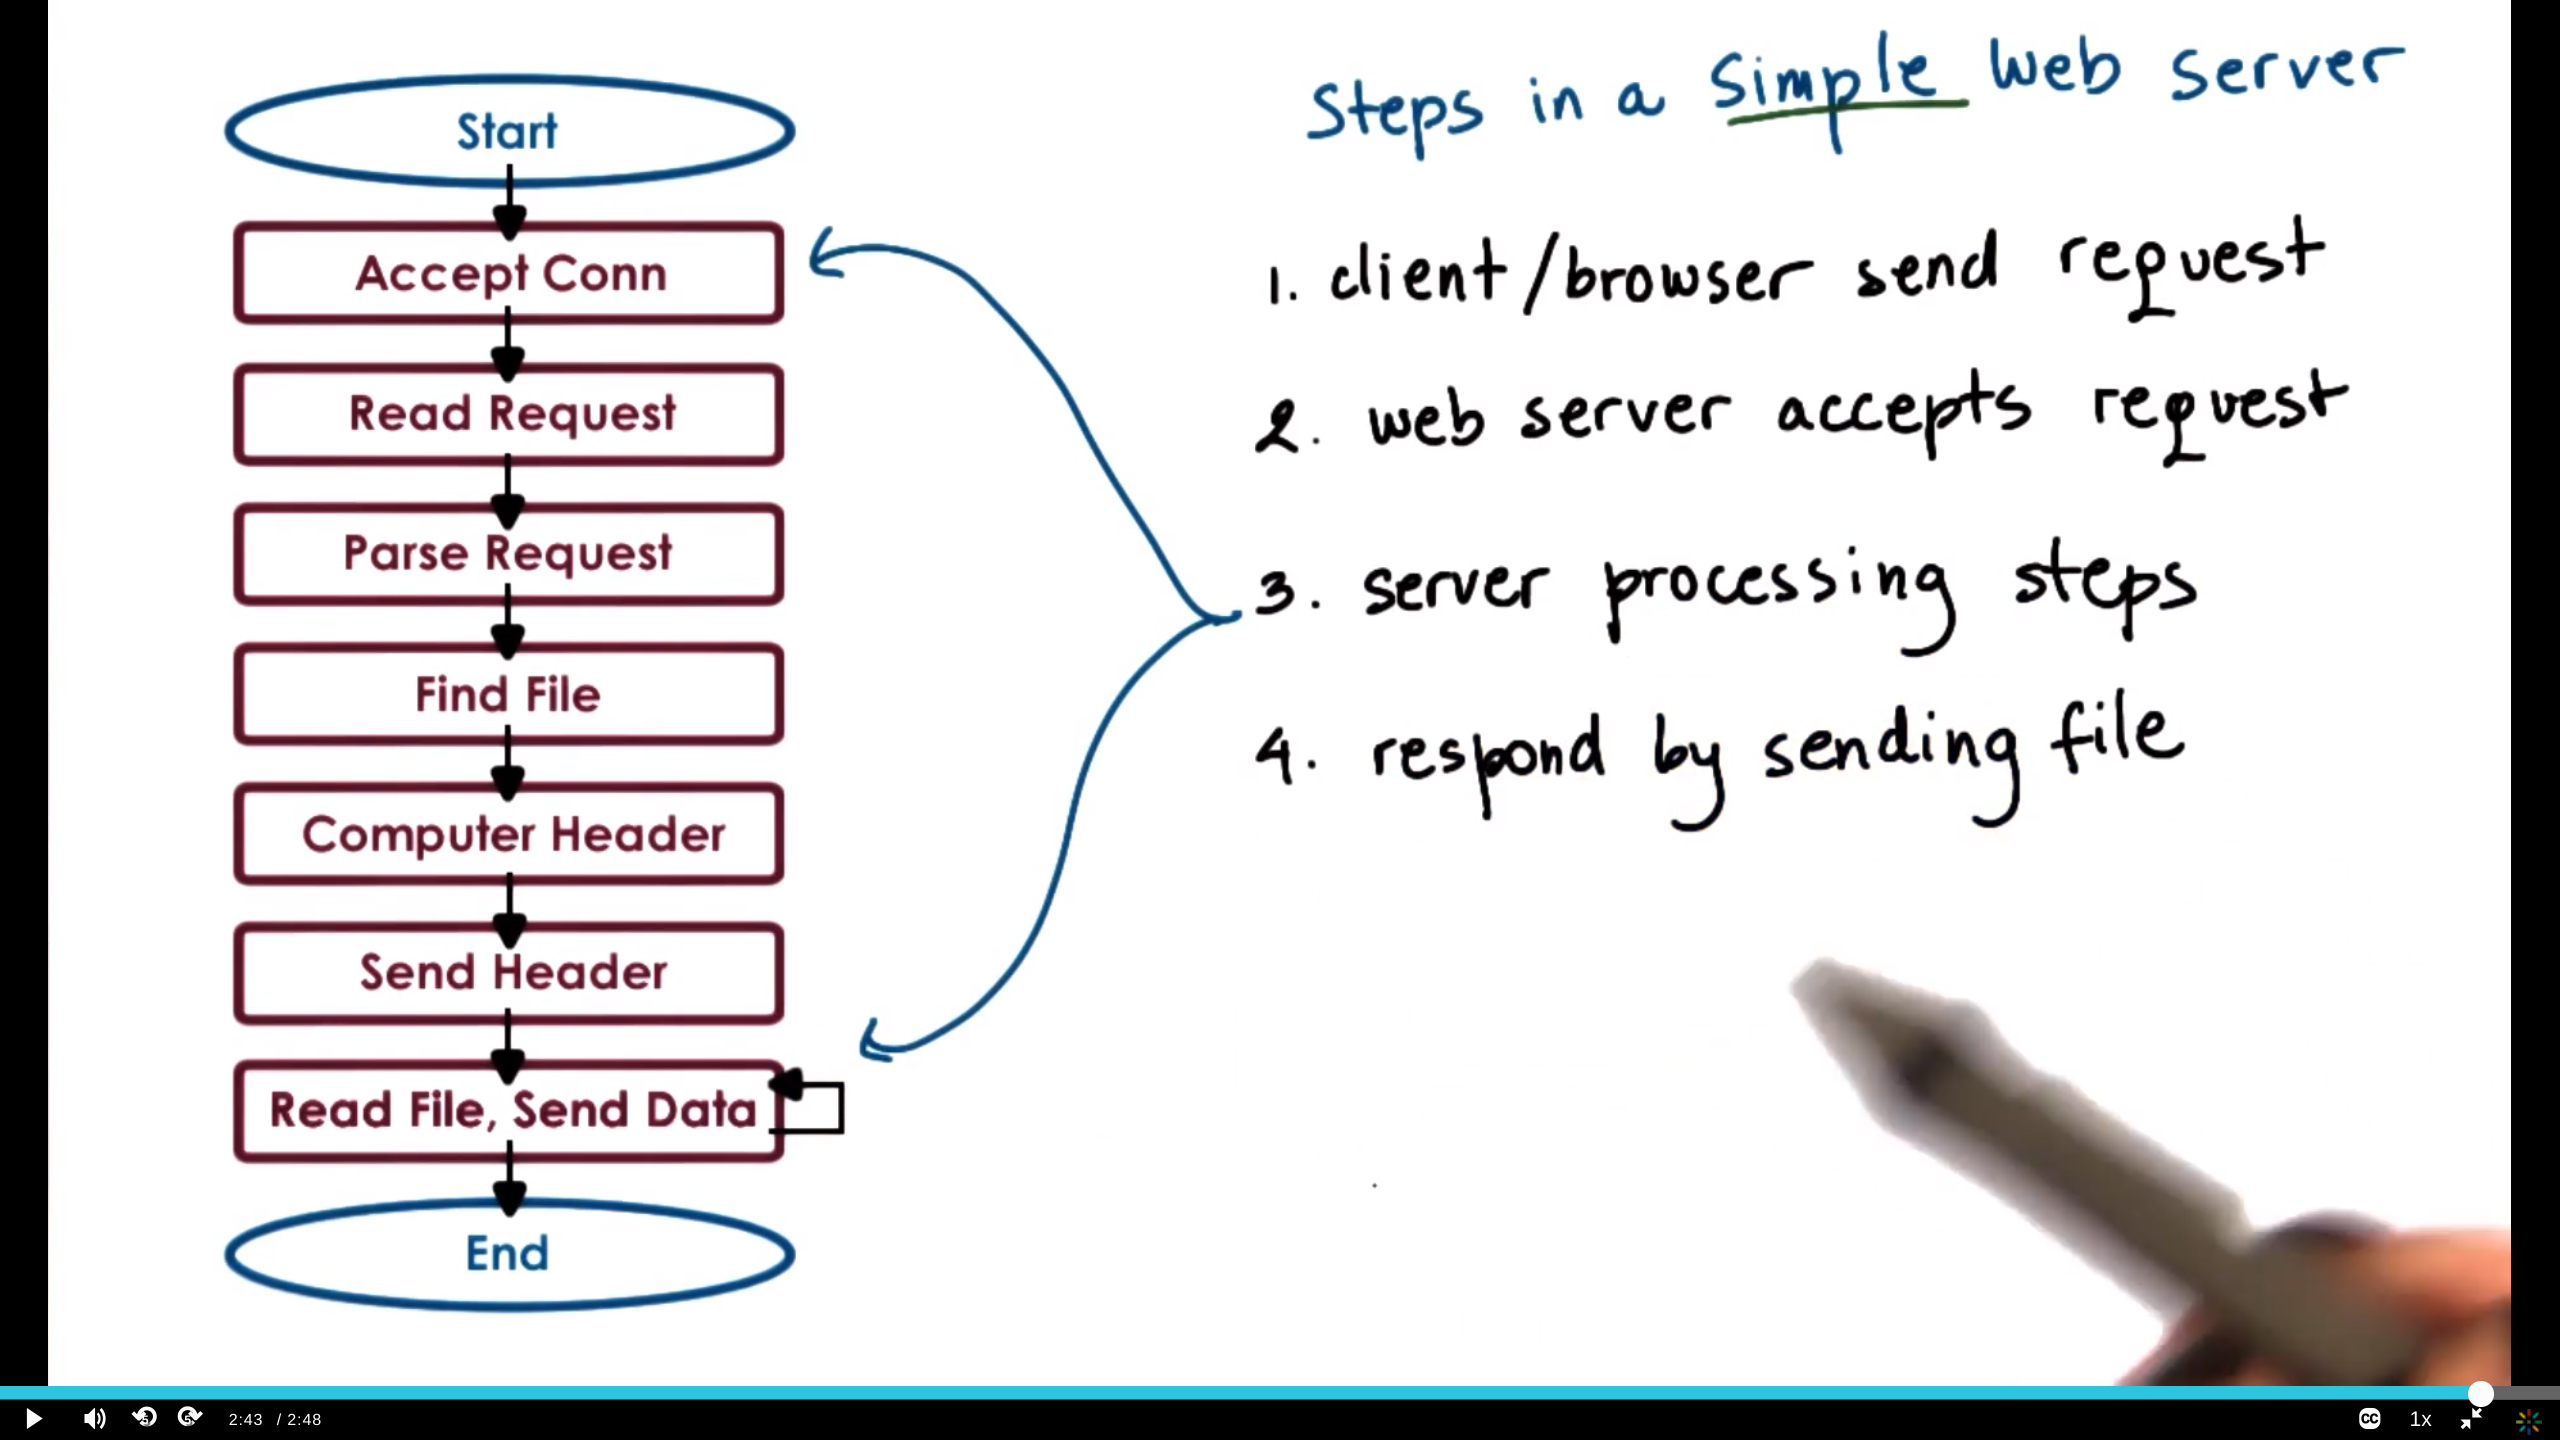 Start
Accept Conn
Read Request
Parse Request
Find File
Computer Header
Send Header
Read File, Send Data
End
Steps in a Simple Web Server
1. client/browser send request
2. web server accepts request
3. server processing steps
4. respond by sending file
2:43 / 2:48
CC
1x